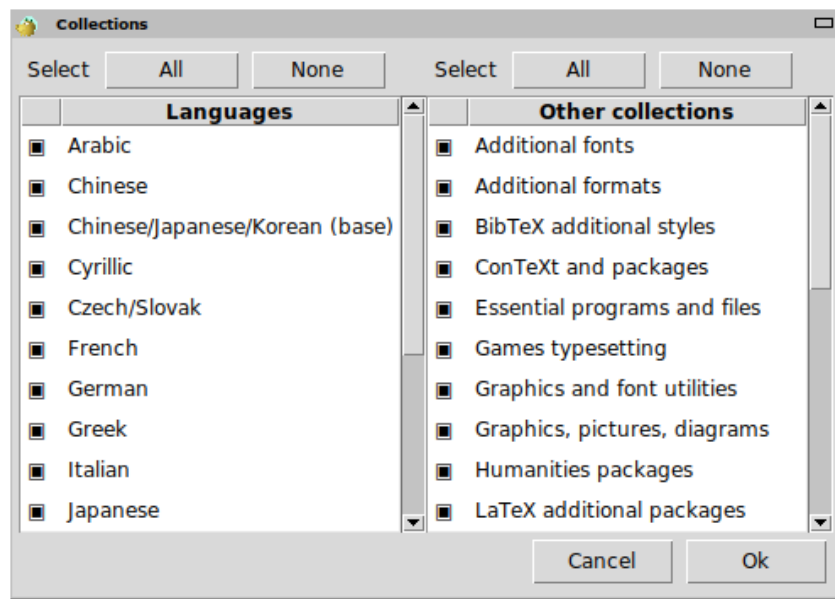 Collections
Select All None
Select All None
Languages
Arabic
Chinese
Chinese/Japanese/Korean (base)
Cyrillic
Czech/Slovak
French
German
Greek
Italian
Japanese
Other collections
Additional fonts
Additional formats
BibTeX additional styles
ConTeXt and packages
Essential programs and files
Games typesetting
Graphics and font utilities
Graphics, pictures, diagrams
Humanities packages
LaTeX additional packages
Cancel Ok